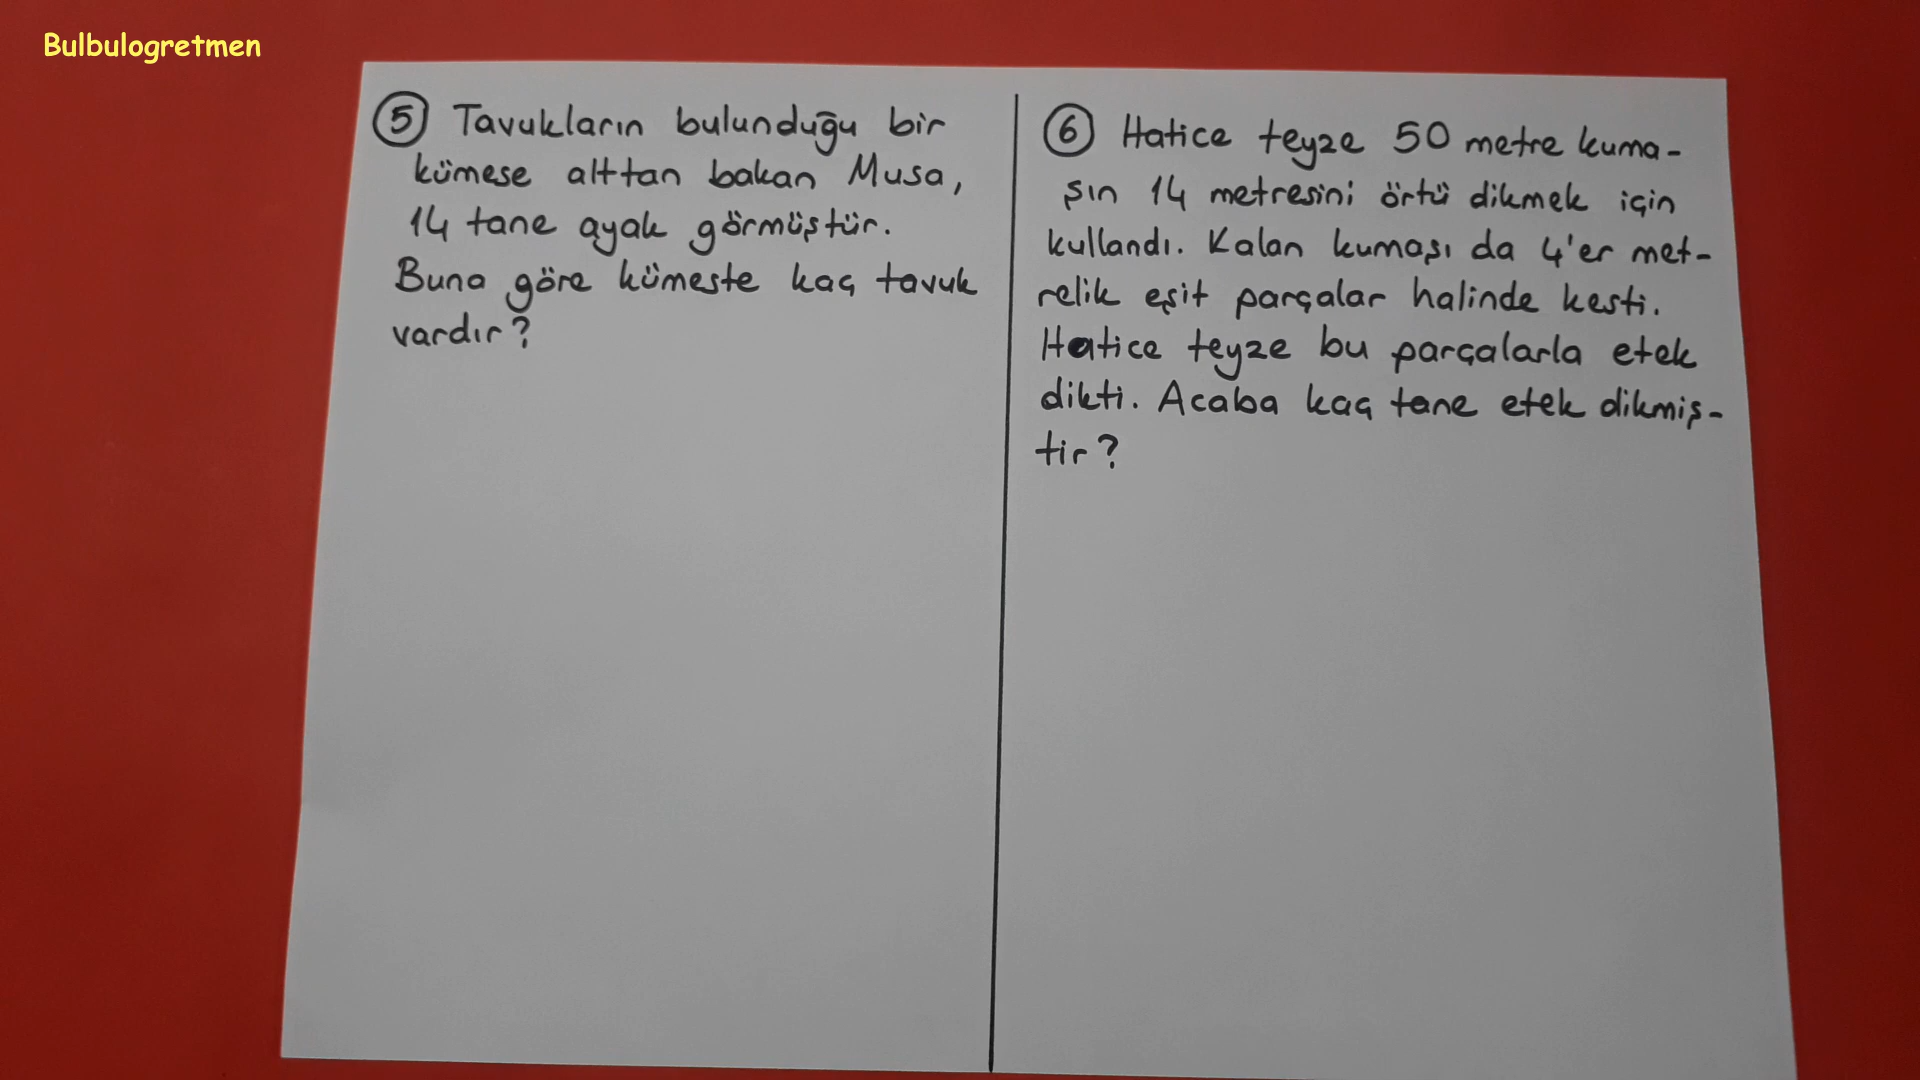 Bulbulogretmen
5 Tavukların bulunduğu bir
kümese alttan bakan Musa,
14 tane ayak görmüştür.
Buna göre kümeste kaç tavuk
vardır?
6 Hatice teyze 50 metre kuma-
şın 14 metresini örtü dikmek için
kullandı. Kalan kumaşı da 4'er met-
relik eşit parçalar halinde kesti.
Hatice teyze bu parçalarla etek
dikti. Acaba kaç tane etek dikmiş-
tir?